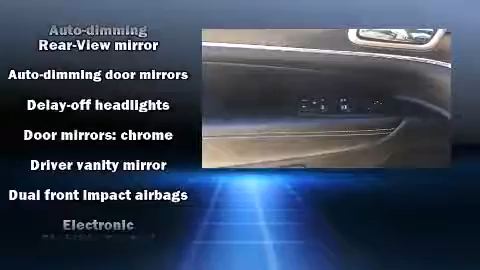 Auto-dimming
Rear-View mirror
Auto-dimming door mirrors
Delay-off headlights
Door mirrors: chrome
Driver vanity mirror
Dual front impact airbags
Electronic